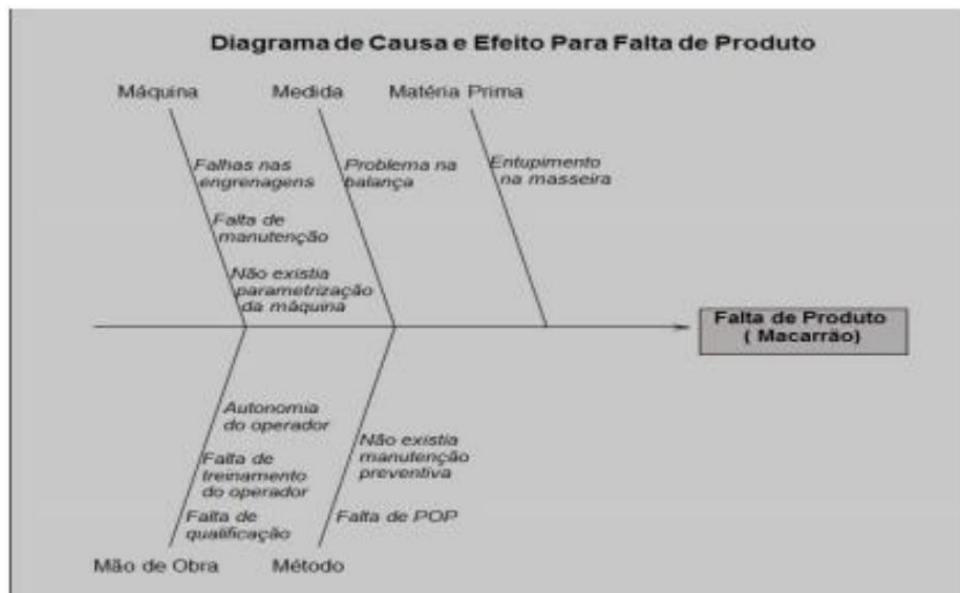 Diagrama de Causa e Efeito Para Falta de Produto
Máquina
Medida
Matéria Prima
Falhas nas
engrenagens
Falta de
manutenção
Não existia
parametrização
da máquina
Problema na
balança
Entupimento
na masseira
Falta de Produto
( Macarrão)
Autonomia
do operador
Falta de
treinamento
do operador
Falta de
qualificação
Não existia
manutenção
preventiva
Falta de POP
Mão de Obra
Método